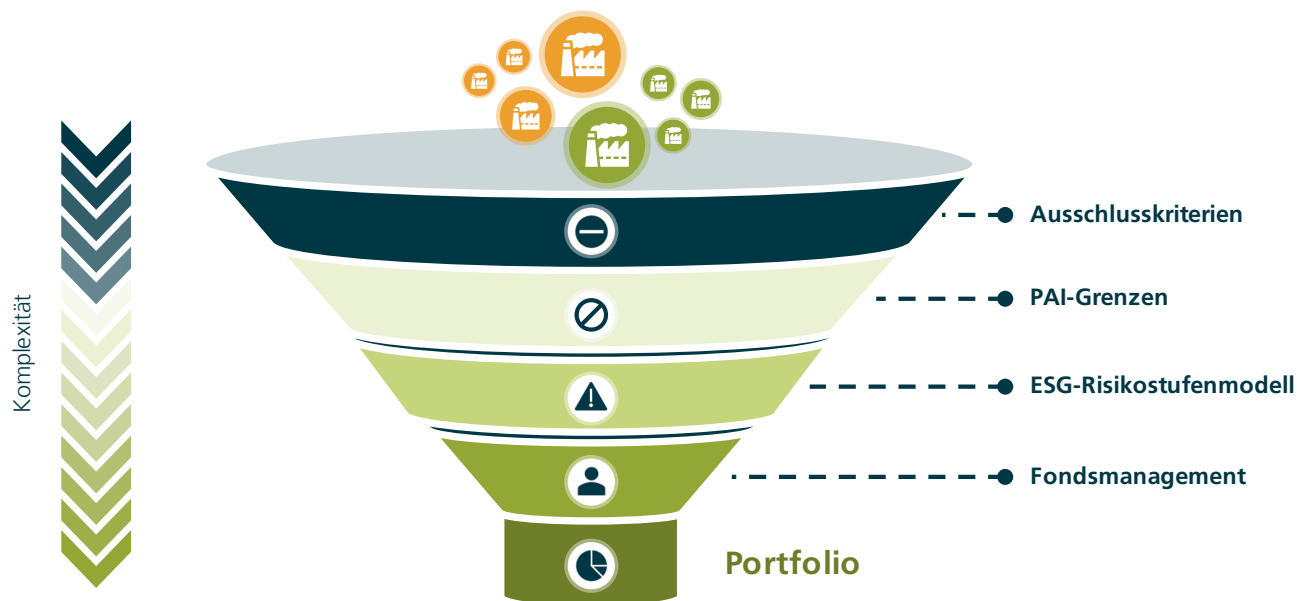 Komplexität
Ausschlusskriterien
PAI-Grenzen
ESG-Risikostufenmodell
Fondsmanagement
Portfolio